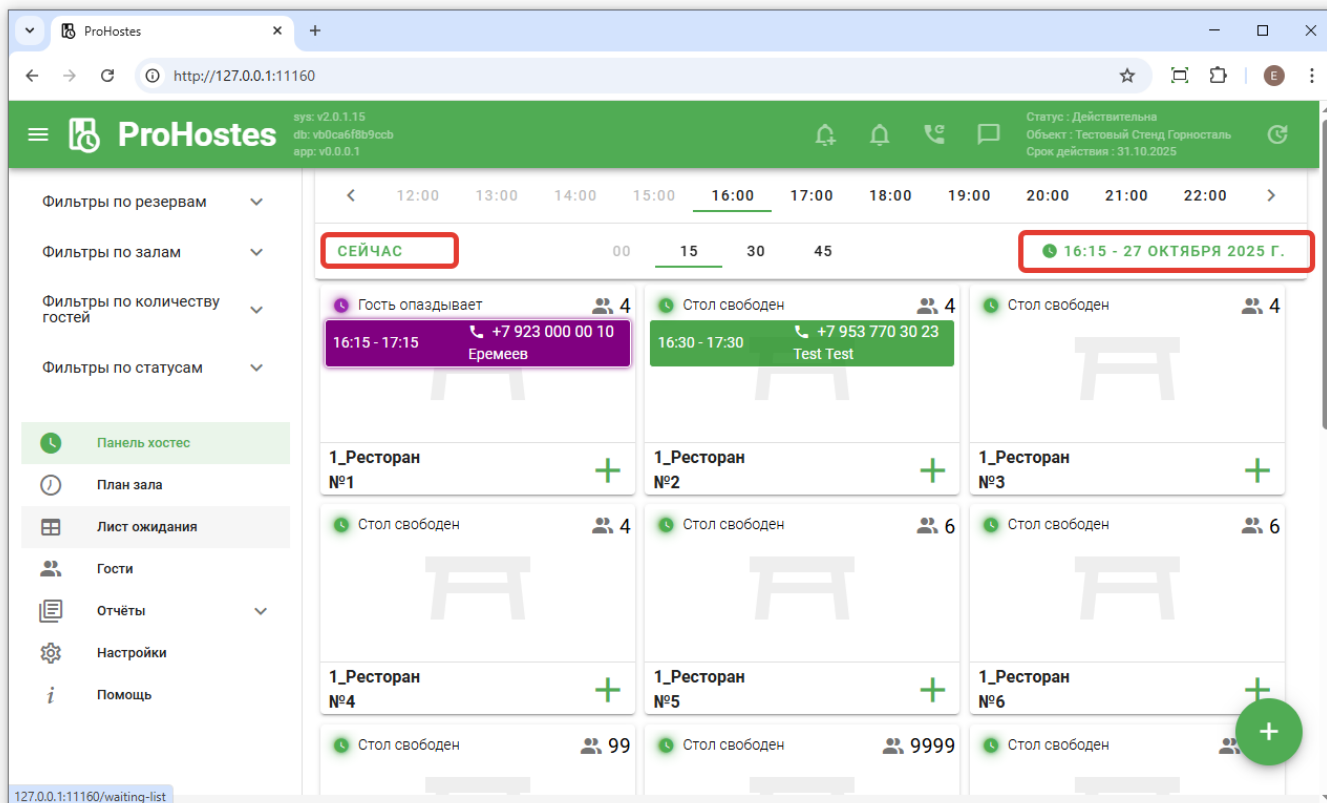 ProHostes
http://127.0.0.1:11160
E
ProHostes
sys: v2.0.1.15
db: vb0ca6f8b9ccb
app: v0.0.0.1
Статус : Действительна
Объект : Тестовый Стенд Горносталь
Срок действия : 31.10.2025
Фильтры по резервам
Фильтры по залам
Фильтры по количеству
гостей
Фильтры по статусам
Панель хостес
План зала
Лист ожидания
Гости
Отчёты
Настройки
Помощь
12:00 13:00 14:00 15:00 16:00 17:00 18:00 19:00 20:00 21:00 22:00
СЕЙЧАС 00 15 30 45 16:15 - 27 ОКТЯБРЯ 2025 Г.
Гость опаздывает 4
16:15 - 17:15 +7 923 000 00 10
Еремеев
1_Ресторан
№1
Стол свободен 4
16:30 - 17:30 +7 953 770 30 23
Test Test
1_Ресторан
№2
Стол свободен 4
1_Ресторан
№3
Стол свободен 4
1_Ресторан
№4
Стол свободен 6
1_Ресторан
№5
Стол свободен 6
1_Ресторан
№6
Стол свободен 99
Стол свободен 9999
Стол свободен
127.0.0.1:11160/waiting-list